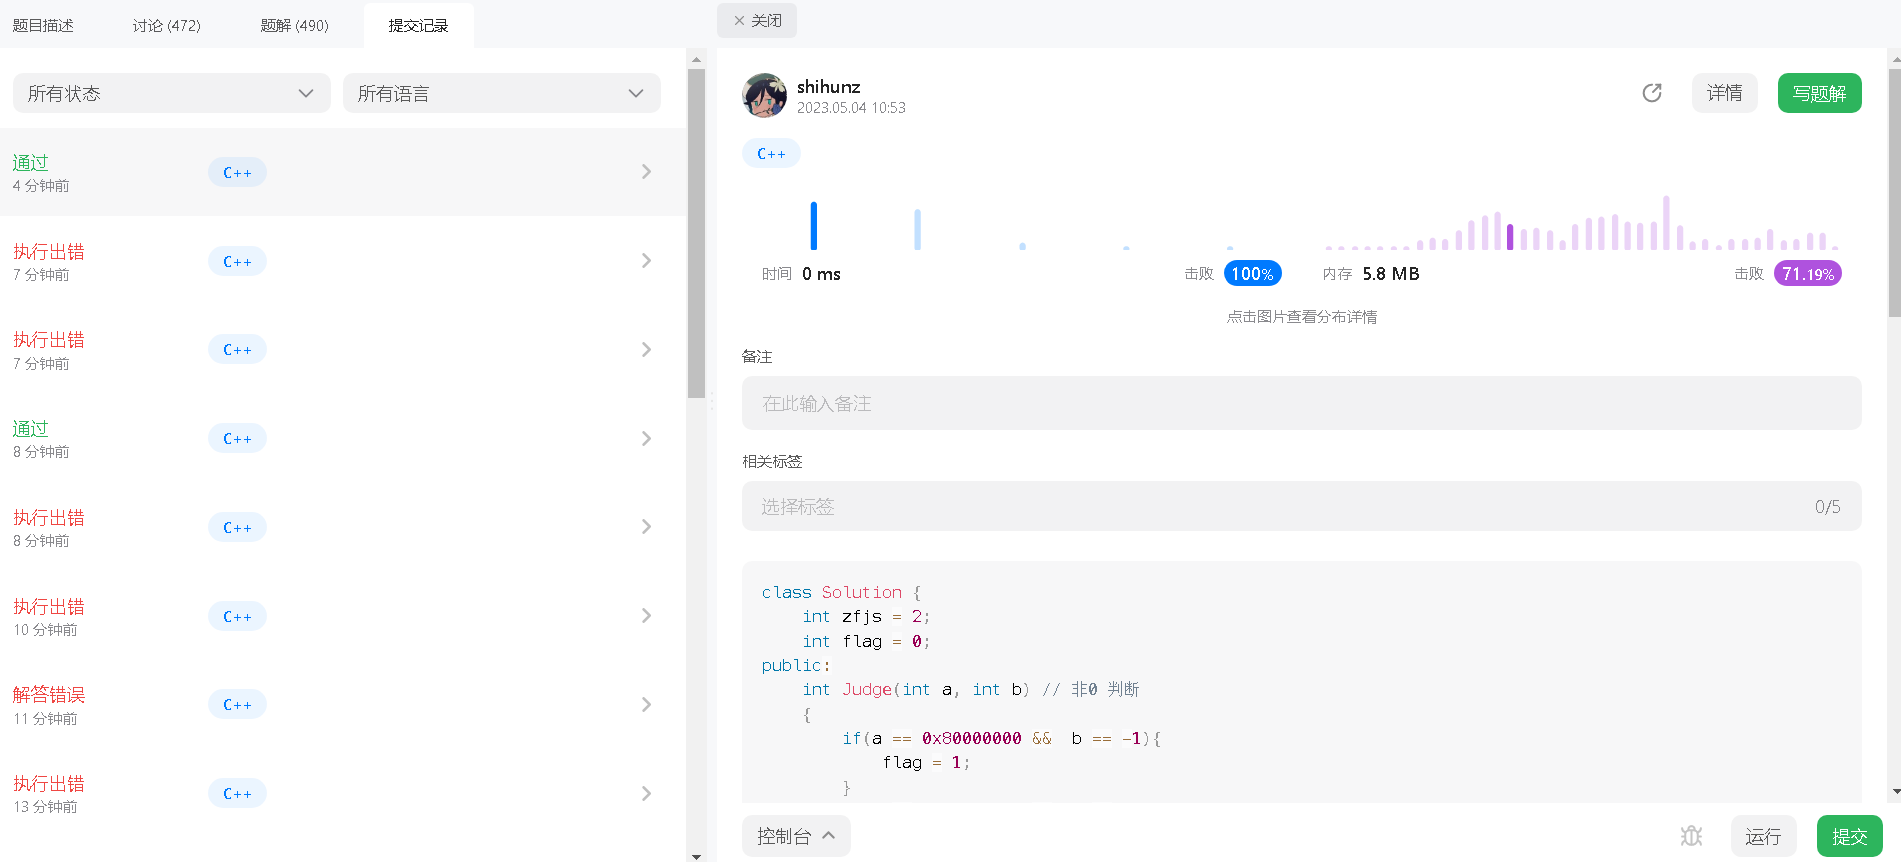 题目描述
讨论 (472)
题解 (490)
提交记录
所有状态
所有语言
通过
4 分钟前
C++
执行出错
7 分钟前
C++
执行出错
7 分钟前
C++
通过
8 分钟前
C++
执行出错
8 分钟前
C++
执行出错
10 分钟前
C++
解答错误
11 分钟前
C++
执行出错
13 分钟前
C++
关闭
shihunz
2023.05.04 10:53
详情
写题解
C++
时间 0 ms
击败 100%
内存 5.8 MB
击败 71.19%
点击图片查看分布详情
备注
在此输入备注
相关标签
选择标签
0/5
class Solution {
    int zfjs = 2;
    int flag = 0;
public:
    int Judge(int a, int b) // 非0 判断
    {
        if(a == 0x80000000 &&  b == -1){
            flag = 1;
        }
控制台
运行
提交